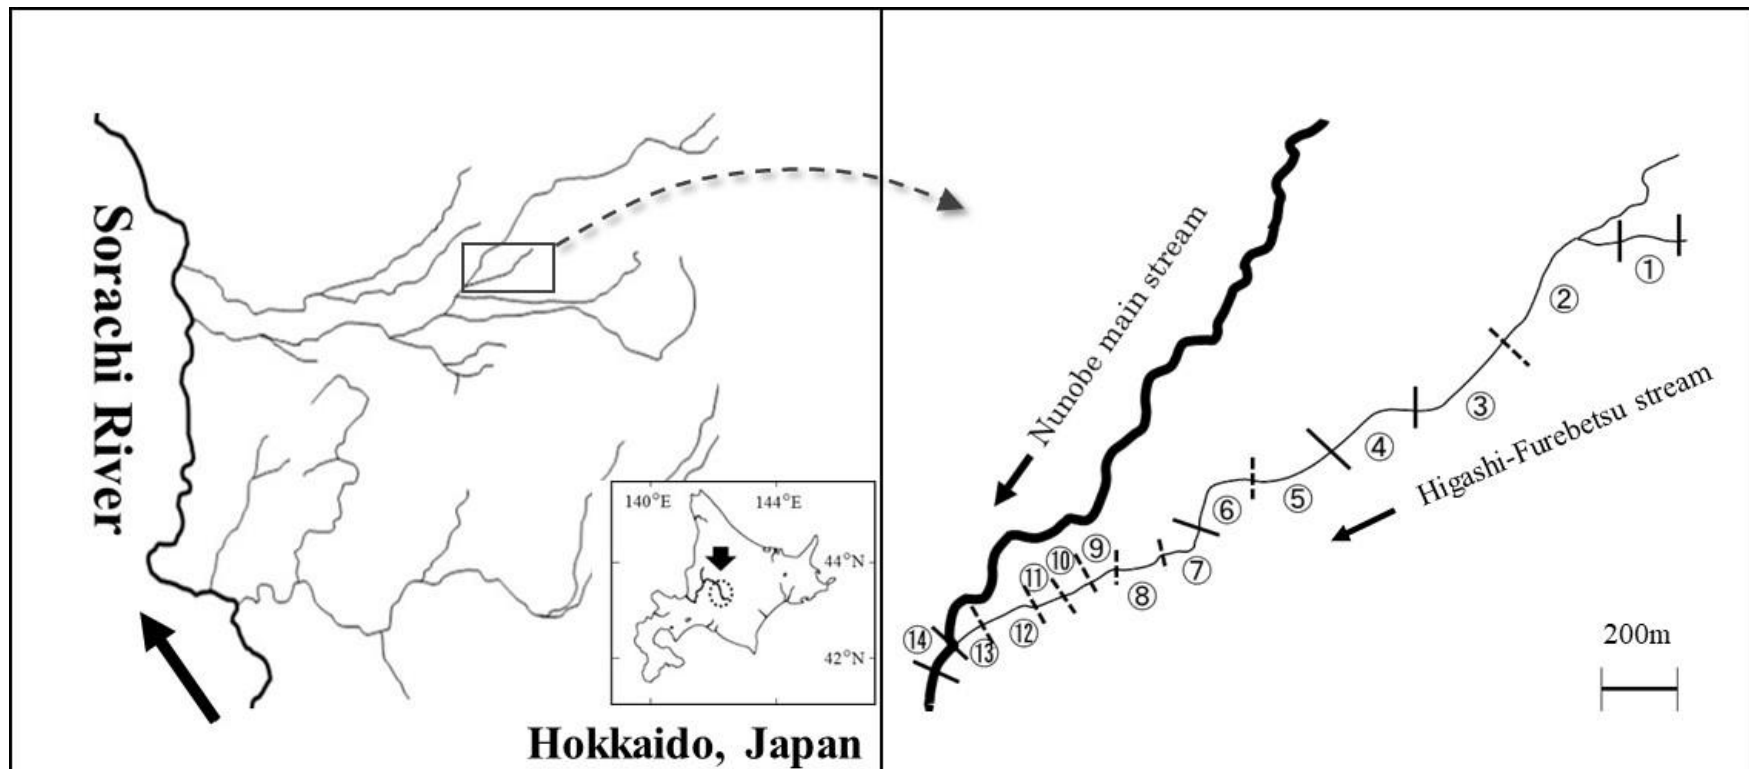 Sorachi River
140°E
144°E
44°N
42°N
Hokkaido, Japan
Nunobe main stream
Higashi-Furebetsu stream
①
②
③
④
⑤
⑥
⑦
⑧
⑨
⑩
⑪
⑫
⑬
⑭
200m